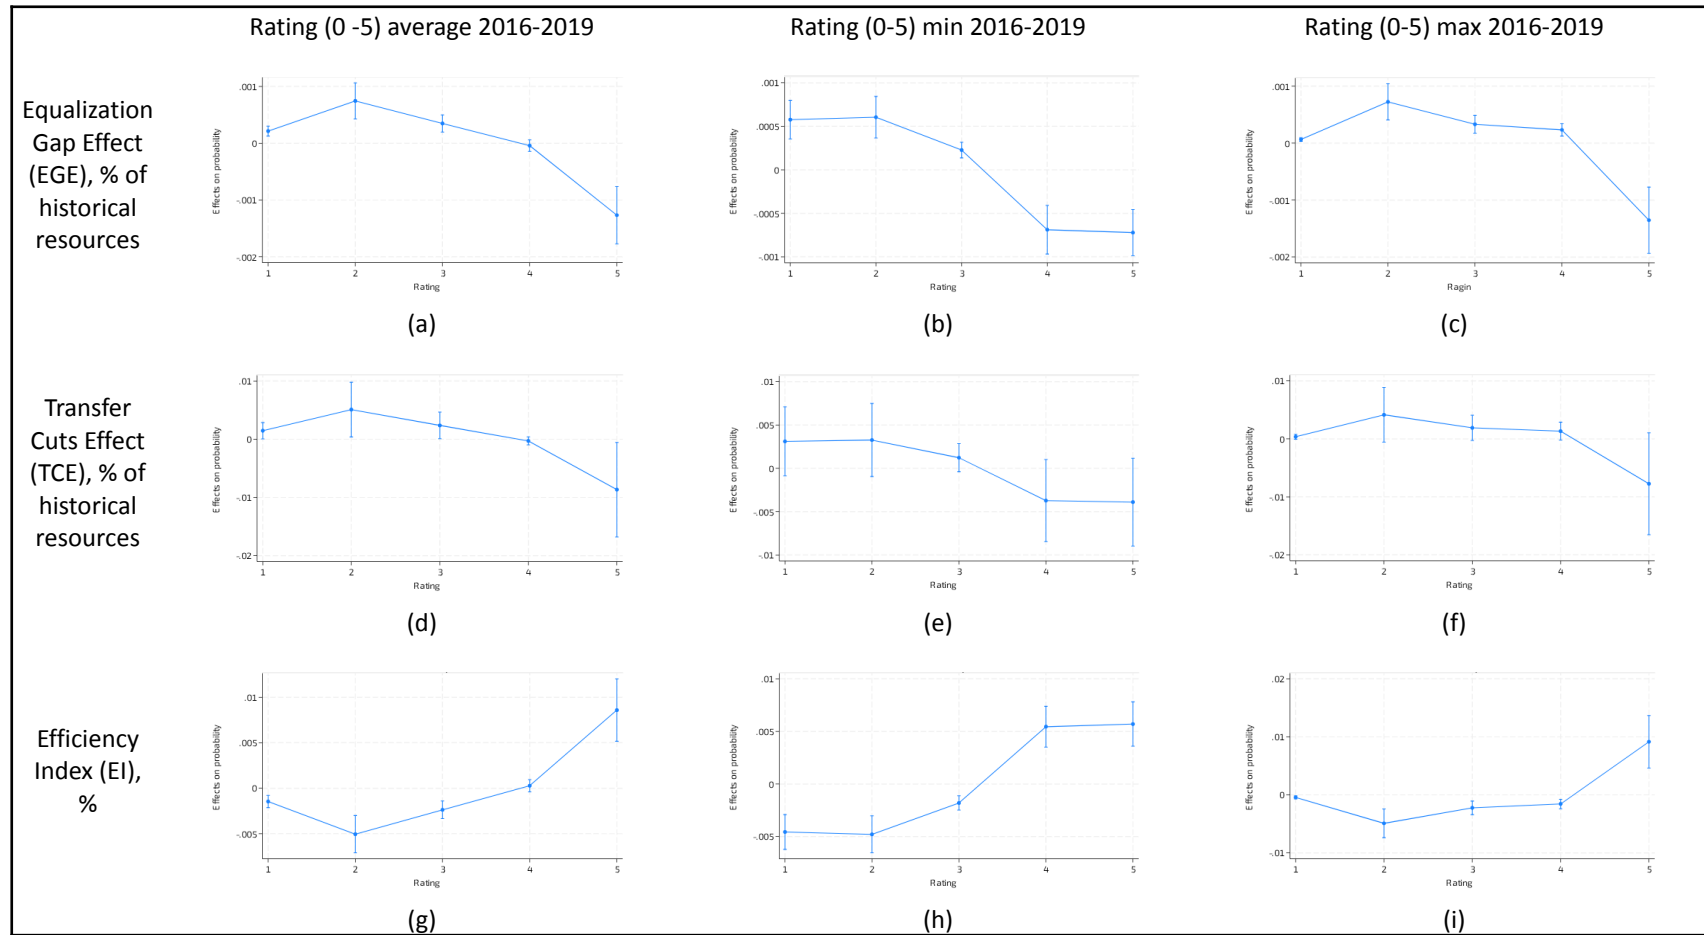 Rating (0 -5) average 2016-2019
Rating (0-5) min 2016-2019
Rating (0-5) max 2016-2019
Equalization
Gap Effect
(EGE), % of
historical
resources
Effects on probability
.001
0
-.001
-.002
1 2 3 4 5
Rating
(a)
Effects on probability
.001
.0005
0
-.0005
-.001
1 2 3 4 5
Rating
(b)
Effects on probability
.001
0
-.001
-.002
1 2 3 4 5
Ragin
(c)
Transfer
Cuts Effect
(TCE), % of
historical
resources
Effects on probability
.01
0
-.01
-.02
1 2 3 4 5
Rating
(d)
Effects on probability
.01
.005
0
-.005
-.01
1 2 3 4 5
Rating
(e)
Effects on probability
.01
0
-.01
-.02
1 2 3 4 5
Rating
(f)
Efficiency
Index (EI),
%
Effects on probability
.01
.005
0
-.005
1 2 3 4 5
Rating
(g)
Effects on probability
.01
.005
0
-.005
1 2 3 4 5
Rating
(h)
Effects on probability
.02
.01
0
-.01
1 2 3 4 5
Rating
(i)